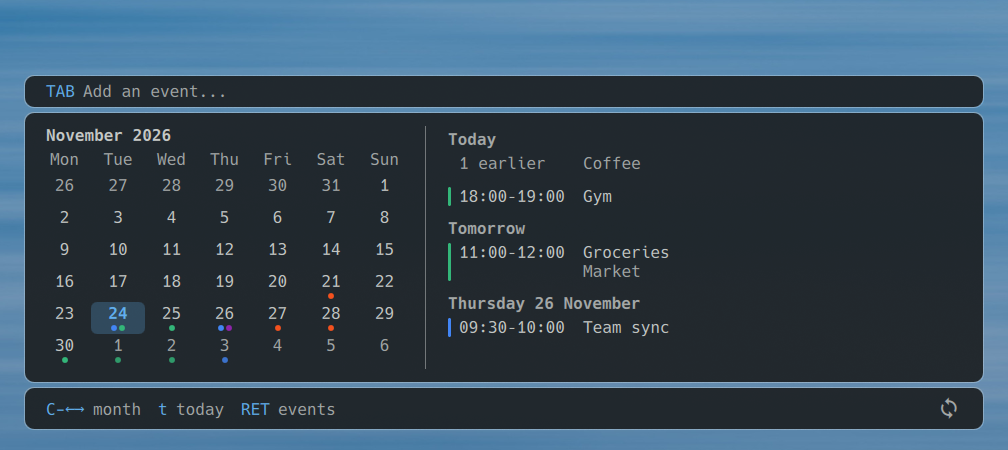 TAB Add an event...
November 2026
Mon Tue Wed Thu Fri Sat Sun
26 27 28 29 30 31 1
2 3 4 5 6 7 8
9 10 11 12 13 14 15
16 17 18 19 20 21 22
23 24 25 26 27 28 29
30 1 2 3 4 5 6
Today
1 earlier Coffee
18:00-19:00 Gym
Tomorrow
11:00-12:00 Groceries
Market
Thursday 26 November
09:30-10:00 Team sync
C-←→ month t today RET events